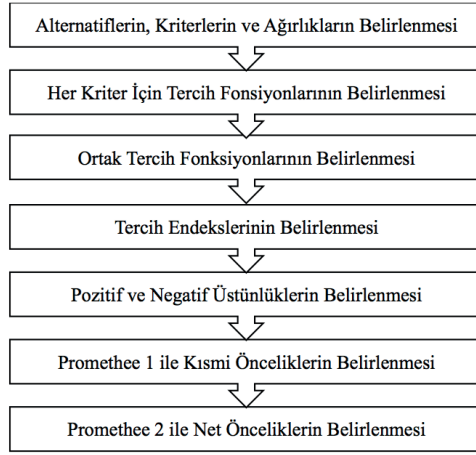 Alternatiflerin, Kriterlerin ve Ağırlıkların Belirlenmesi
Her Kriter İçin Tercih Fonsiyonlarının Belirlenmesi
Ortak Tercih Fonksiyonlarının Belirlenmesi
Tercih Endekslerinin Belirlenmesi
Pozitif ve Negatif Üstünlüklerin Belirlenmesi
Promethee 1 ile Kısmi Önceliklerin Belirlenmesi
Promethee 2 ile Net Önceliklerin Belirlenmesi